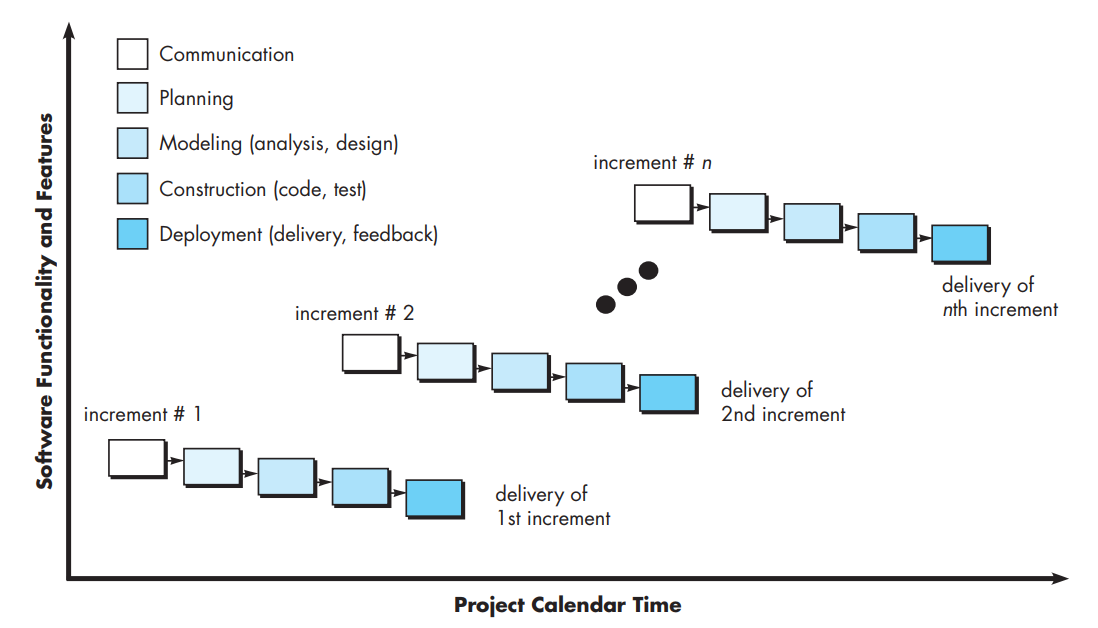 Communication
Planning
Modeling (analysis, design)
Construction (code, test)
Deployment (delivery, feedback)
increment # n
delivery of
nth increment
increment # 2
delivery of
2nd increment
increment # 1
delivery of
1st increment
Software Functionality and Features
Project Calendar Time